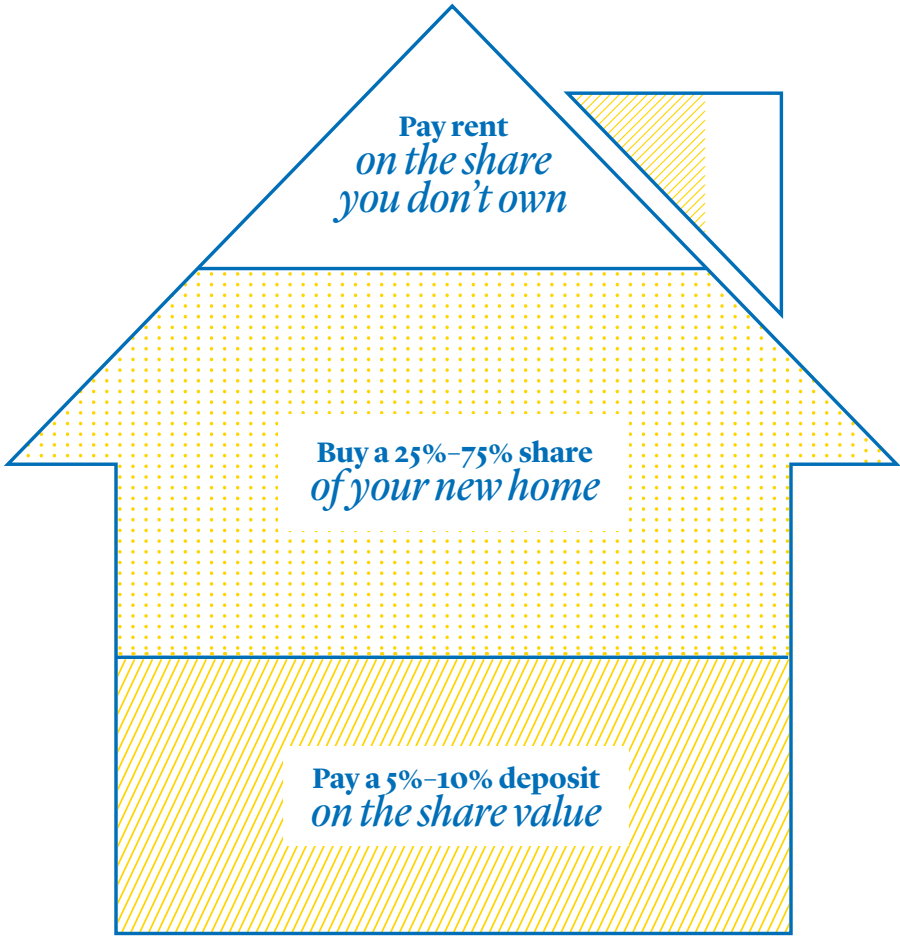 Pay rent
on the share
you don’t own
Buy a 25%–75% share
of your new home
Pay a 5%–10% deposit
on the share value